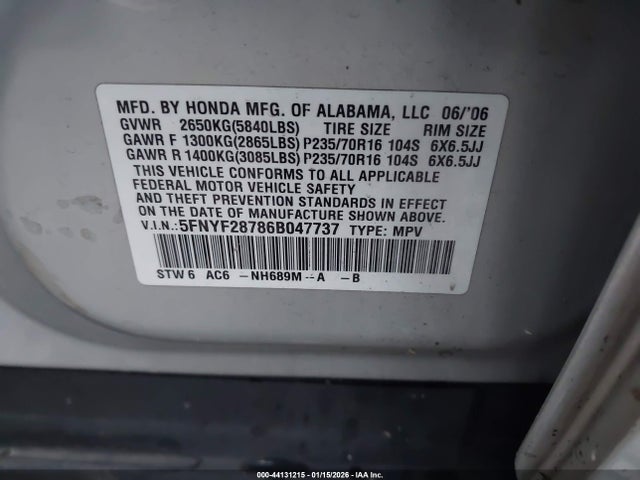 MFD. BY HONDA MFG. OF ALABAMA, LLC 06/'06
GVWR 2650KG(5840LBS) TIRE SIZE RIM SIZE
GAWR F 1300KG(2865LBS) P235/70R16 104S 6X6.5JJ
GAWR R 1400KG(3085LBS) P235/70R16 104S 6X6.5JJ
THIS VEHICLE CONFORMS TO ALL APPLICABLE
FEDERAL MOTOR VEHICLE SAFETY
AND THEFT PREVENTION STANDARDS IN EFFECT
ON THE DATE OF MANUFACTURE SHOWN ABOVE.
V.I.N.: 5FNYF28786B047737 TYPE: MPV
STW 6 AC6 -NH689M--A -B
000-44131215 - 01/15/2026 - IAA Inc.